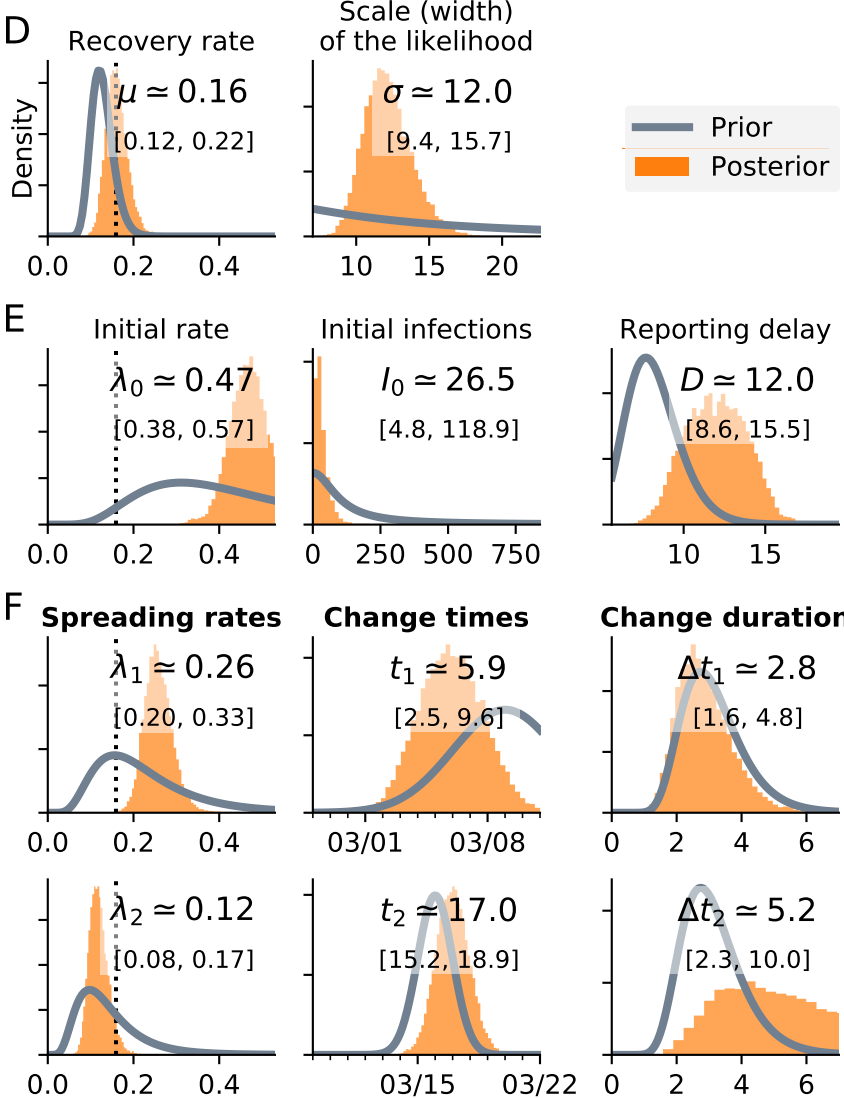 D
Recovery rate
Scale (width)
of the likelihood
Density
μ ≃ 0.16
[0.12, 0.22]
σ ≃ 12.0
[9.4, 15.7]
Prior
Posterior
0.0 0.2 0.4
10 15 20
E
Initial rate
Initial infections
Reporting delay
λ0 ≃ 0.47
[0.38, 0.57]
I0 ≃ 26.5
[4.8, 118.9]
D ≃ 12.0
[8.6, 15.5]
0.0 0.2 0.4
0 250 500 750
10 15
F
Spreading rates
Change times
Change duration
λ1 ≃ 0.26
[0.20, 0.33]
t1 ≃ 5.9
[2.5, 9.6]
Δt1 ≃ 2.8
[1.6, 4.8]
0.0 0.2 0.4
03/01 03/08
0 2 4 6
λ2 ≃ 0.12
[0.08, 0.17]
t2 ≃ 17.0
[15.2, 18.9]
Δt2 ≃ 5.2
[2.3, 10.0]
0.0 0.2 0.4
03/15 03/22
0 2 4 6